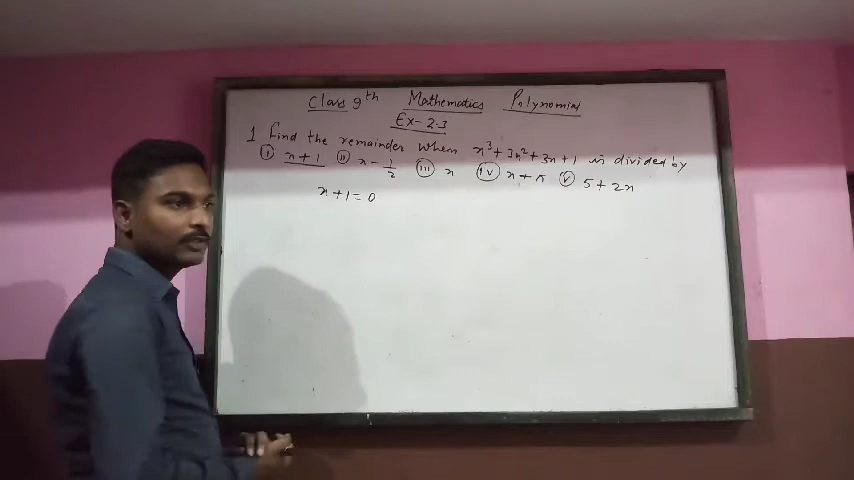 Class 9th Mathematics Polynomial
Ex-2.3
1 Find the remainder when x³+3x²+3x+1 is divided by
(i) x+1 (ii) x-1/2 (iii) x (iv) x+π (v) 5+2x
x+1=0